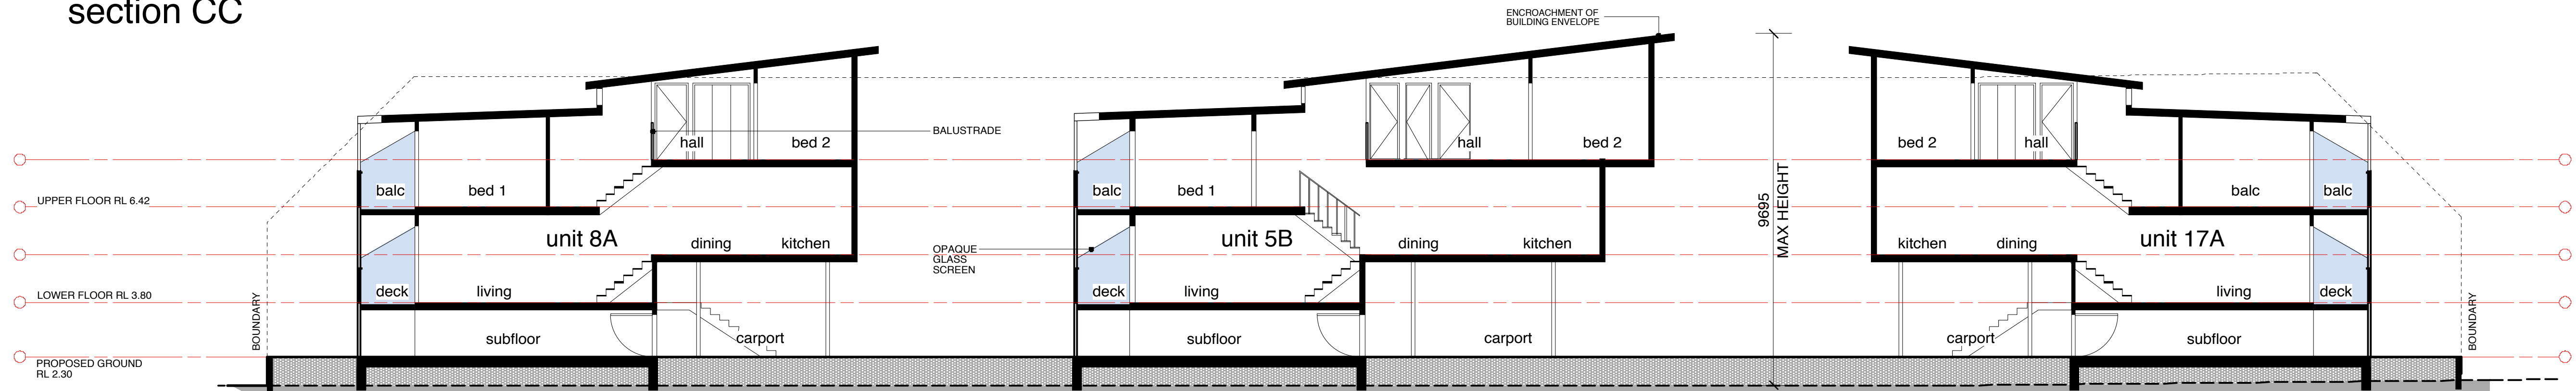 section CC
ENCROACHMENT OF
BUILDING ENVELOPE
BALUSTRADE
hall
bed 2
hall
bed 2
bed 2
hall
balc
bed 1
balc
bed 1
balc
balc
UPPER FLOOR RL 6.42
9695
MAX HEIGHT
unit 8A
dining
kitchen
OPAQUE
GLASS
SCREEN
unit 5B
dining
kitchen
kitchen
dining
unit 17A
LOWER FLOOR RL 3.80
deck
living
deck
living
living
deck
BOUNDARY
subfloor
carport
subfloor
carport
carport
subfloor
BOUNDARY
PROPOSED GROUND
RL 2.30